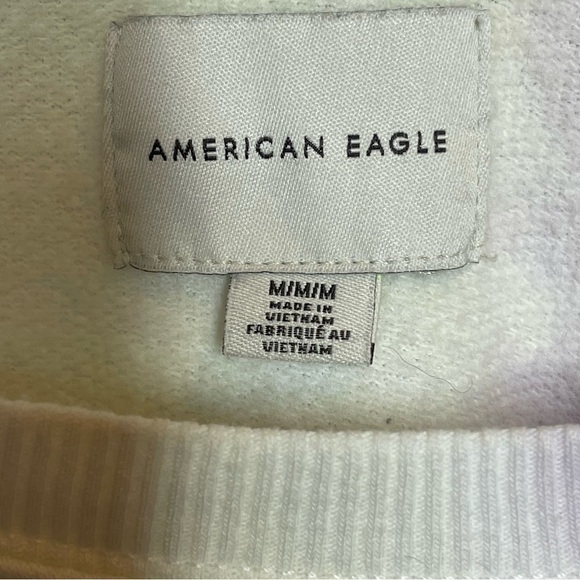 AMERICAN EAGLE
M/M/M
MADE IN
VIETNAM
FABRIQUÉ AU
VIETNAM